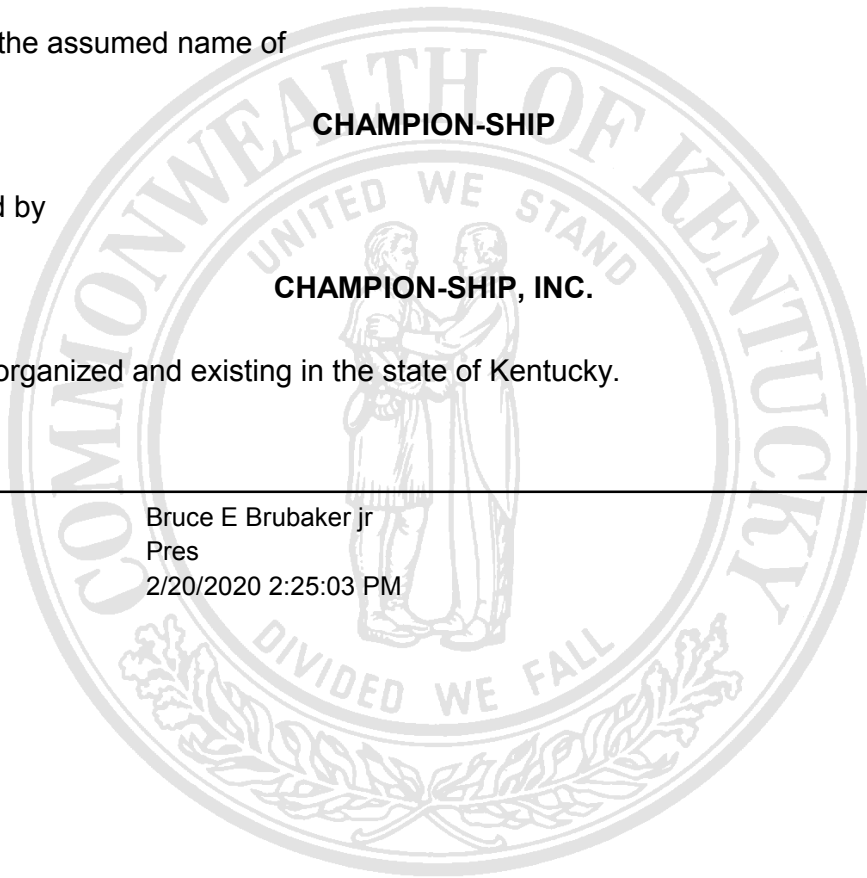 the assumed name of
CHAMPION-SHIP
d by
CHAMPION-SHIP, INC.
organized and existing in the state of Kentucky.
Bruce E Brubaker jr
Pres
2/20/2020 2:25:03 PM
COMMONWEALTH OF KENTUCKY
UNITED WE STAND
DIVIDED WE FALL